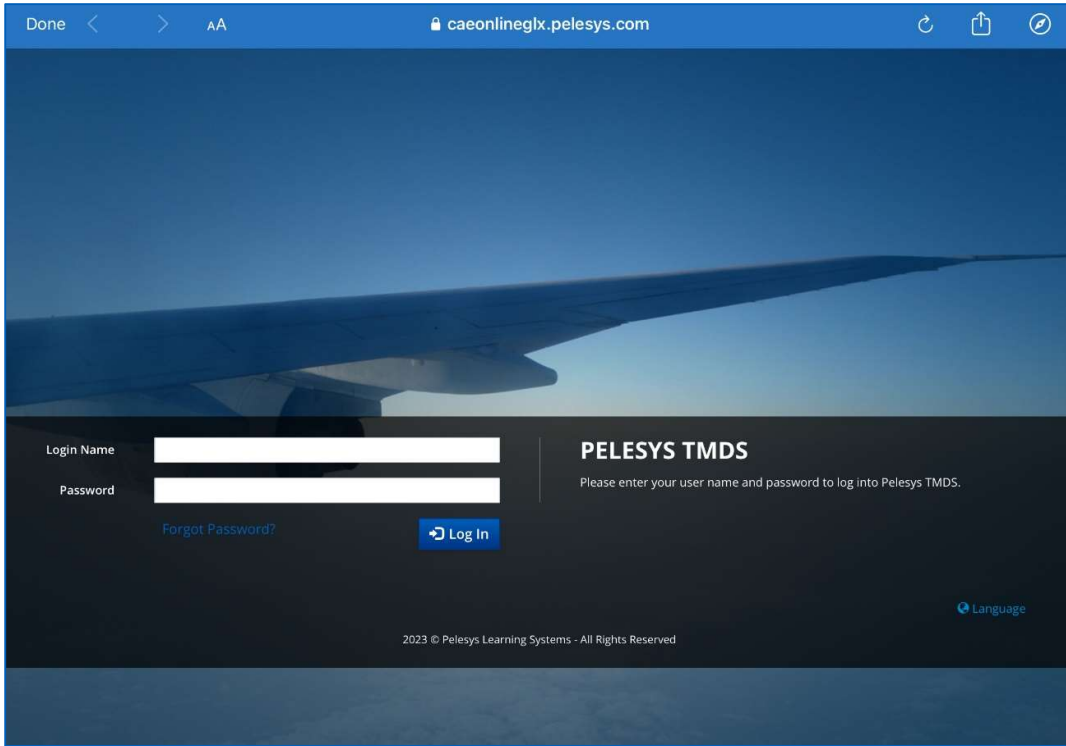 Done AA caeonlineglx.pelesys.com
Login Name
Password
Forgot Password?
Log In
PELESYS TMDS
Please enter your user name and password to log into Pelesys TMDS.
Language
2023 © Pelesys Learning Systems - All Rights Reserved